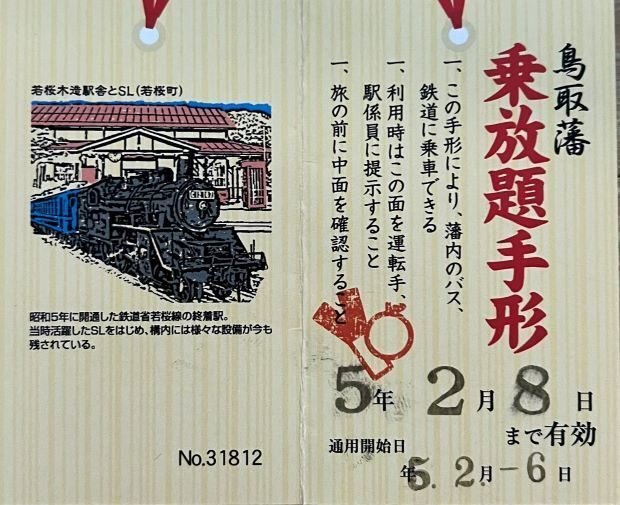 鳥取藩
乗放題手形
一、この手形により、藩内のバス、
鉄道に乗車できる
一、利用時はこの面を運転手、
駅係員に提示すること
一、旅の前に中面を確認すること
5年 2月 8日
まで有効
通用開始日
年5.2.月-6日
若桜木造駅舎とSL(若桜町)
昭和5年に開通した鉄道省若桜線の終着駅。
当時活躍したSLをはじめ、構内には様々な設備が今も
残されている。
No.31812